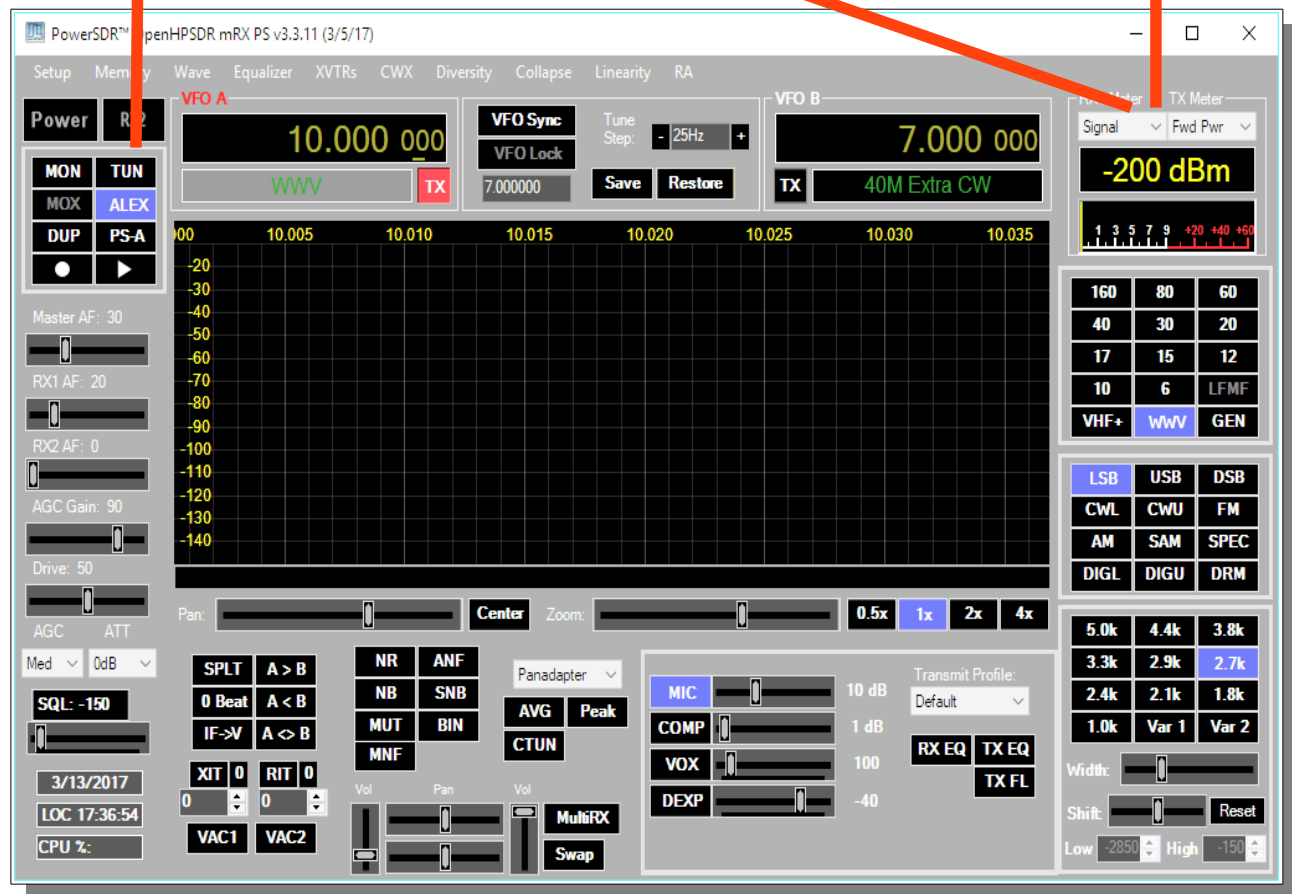 PowerSDR™ OpenHPSDR mRX PS v3.3.11 (3/5/17)
Setup Memory Wave Equalizer XVTRs CWX Diversity Collapse Linearity RA
Power
VFO A
10.000 000
WWV TX
VFO Sync
VFO Lock
7.000000
Tune
Step: - 25Hz +
Save Restore
VFO B
7.000 000
TX 40M Extra CW
RX1 Meter TX Meter
Signal Fwd Pwr
-200 dBm
1 3 5 7 9 +20 +40 +60
MON TUN
MOX ALEX
DUP PS-A
000 10.005 10.010 10.015 10.020 10.025 10.030 10.035
-20
-30
-40
-50
-60
-70
-80
-90
-100
-110
-120
-130
-140
Master AF: 30
RX1 AF: 20
RX2 AF: 0
AGC Gain: 90
Drive: 50
AGC ATT
Med 0dB
SQL: -150
3/13/2017
LOC 17:36:54
CPU %:
Pan: Center Zoom: 0.5x 1x 2x 4x
SPLT A > B
0 Beat A < B
IF->V A <> B
XIT 0 RIT 0
0 0
VAC1 VAC2
NR ANF
NB SNB
MUT BIN
MNF
Vol Pan Vol
MultiRX
Swap
Panadapter
AVG Peak
CTUN
MIC 10 dB
COMP 1 dB
VOX 100
DEXP -40
Transmit Profile:
Default
RX EQ TX EQ
TX FL
160 80 60
40 30 20
17 15 12
10 6 LFMF
VHF+ WWV GEN
LSB USB DSB
CWL CWU FM
AM SAM SPEC
DIGL DIGU DRM
5.0k 4.4k 3.8k
3.3k 2.9k 2.7k
2.4k 2.1k 1.8k
1.0k Var 1 Var 2
Width:
Shift: Reset
Low -2850 High -150